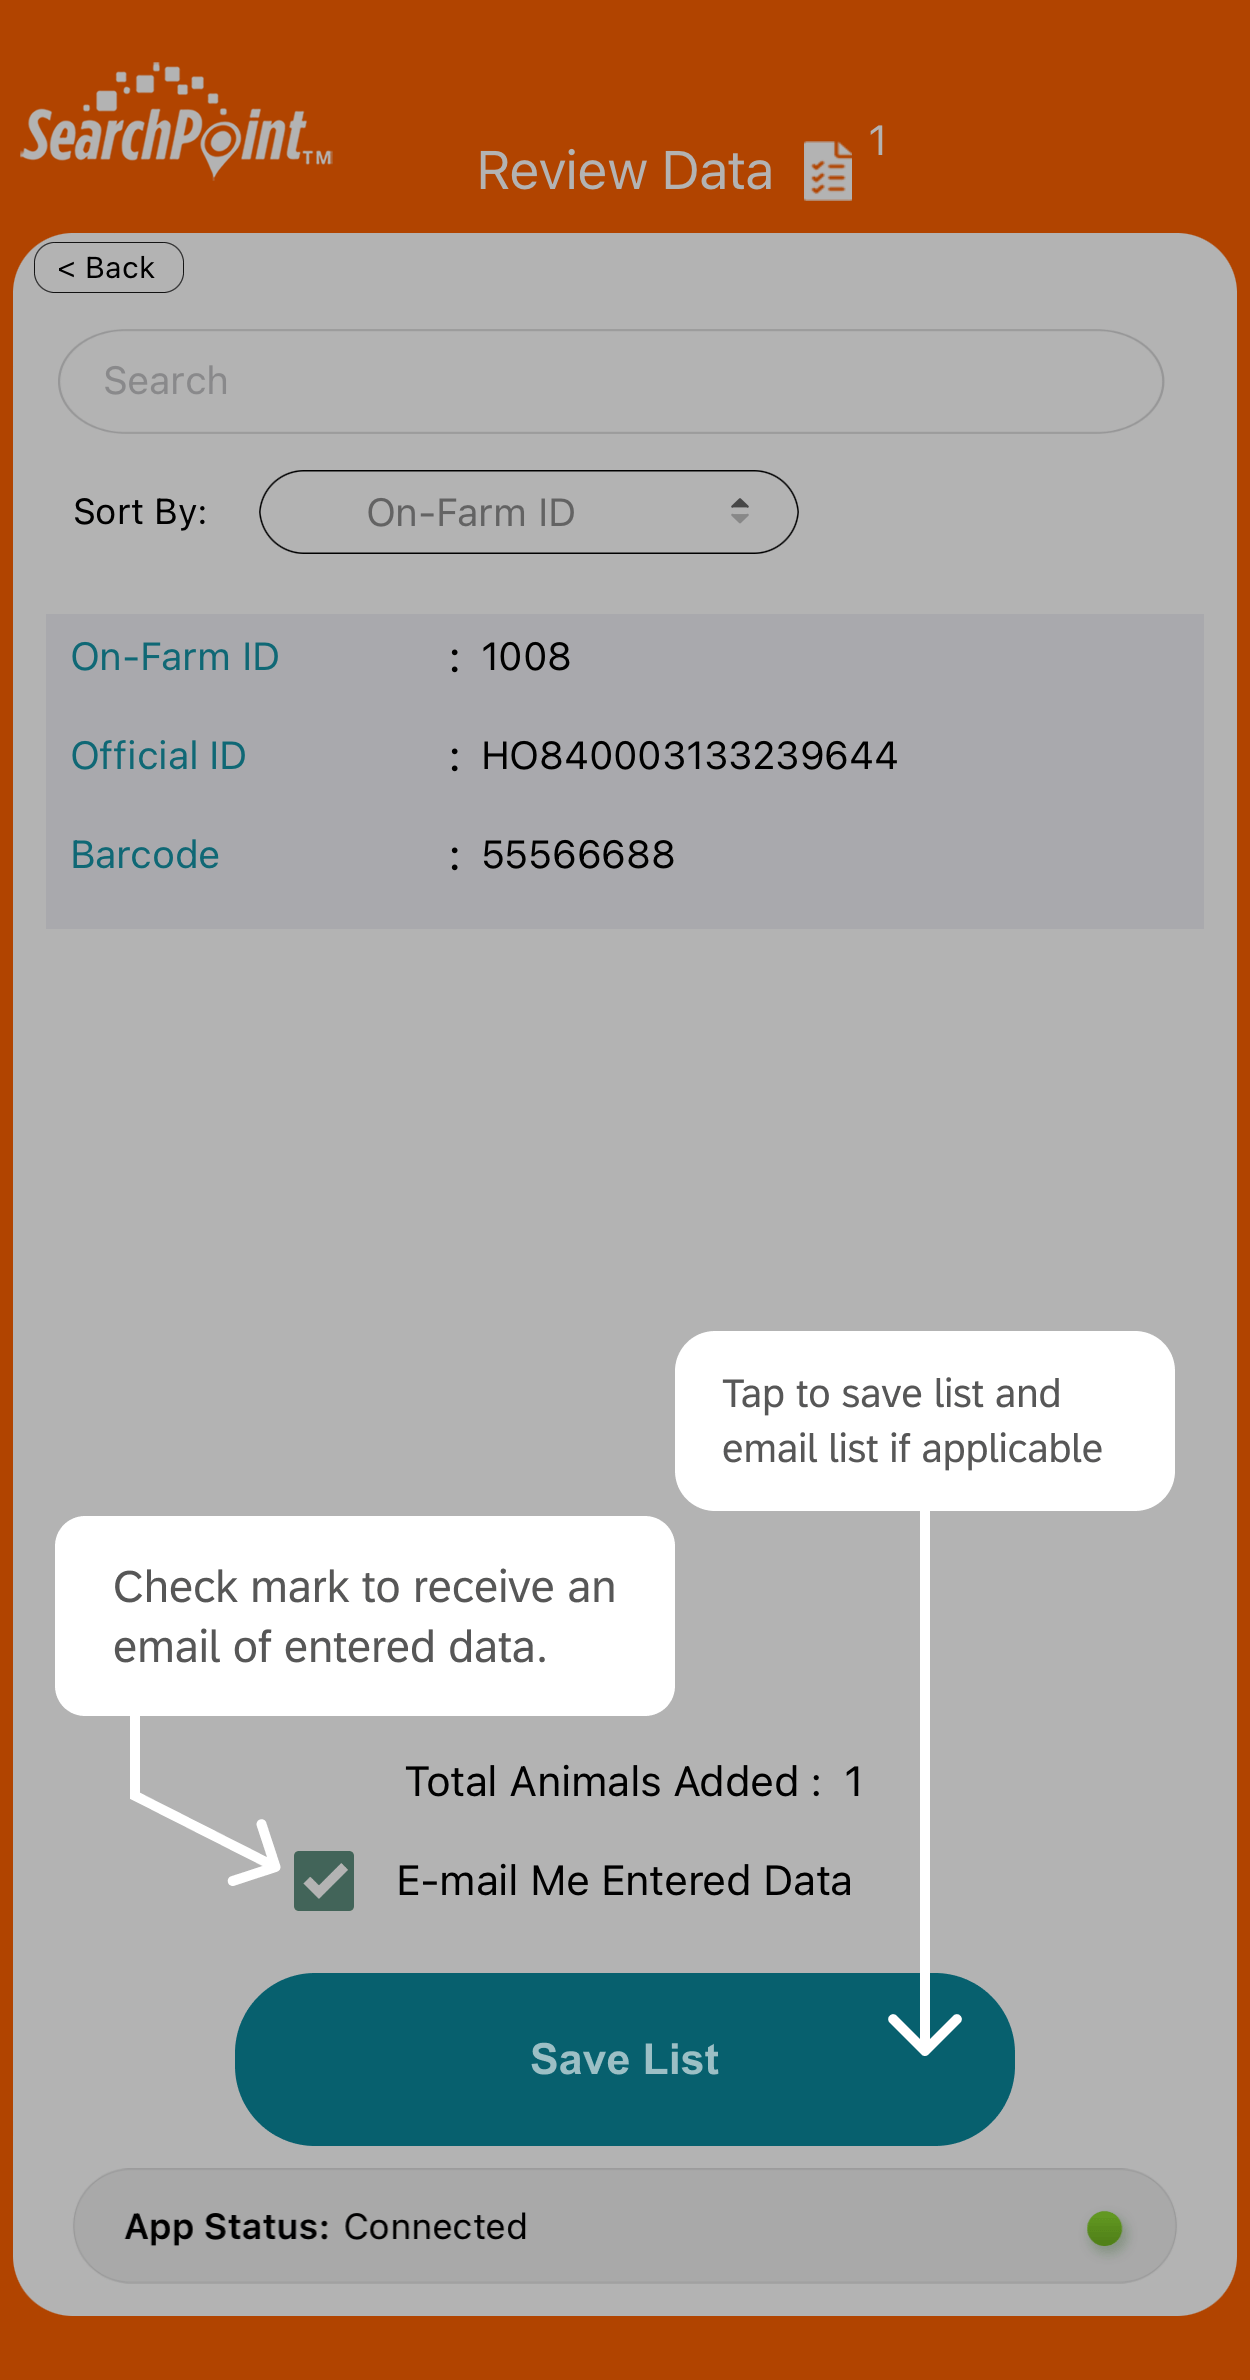 SearchPoint™
Review Data 1
< Back
Search
Sort By: On-Farm ID
On-Farm ID : 1008
Official ID : HO840003133239644
Barcode : 55566688
Tap to save list and
email list if applicable
Check mark to receive an
email of entered data.
Total Animals Added : 1
E-mail Me Entered Data
Save List
App Status: Connected